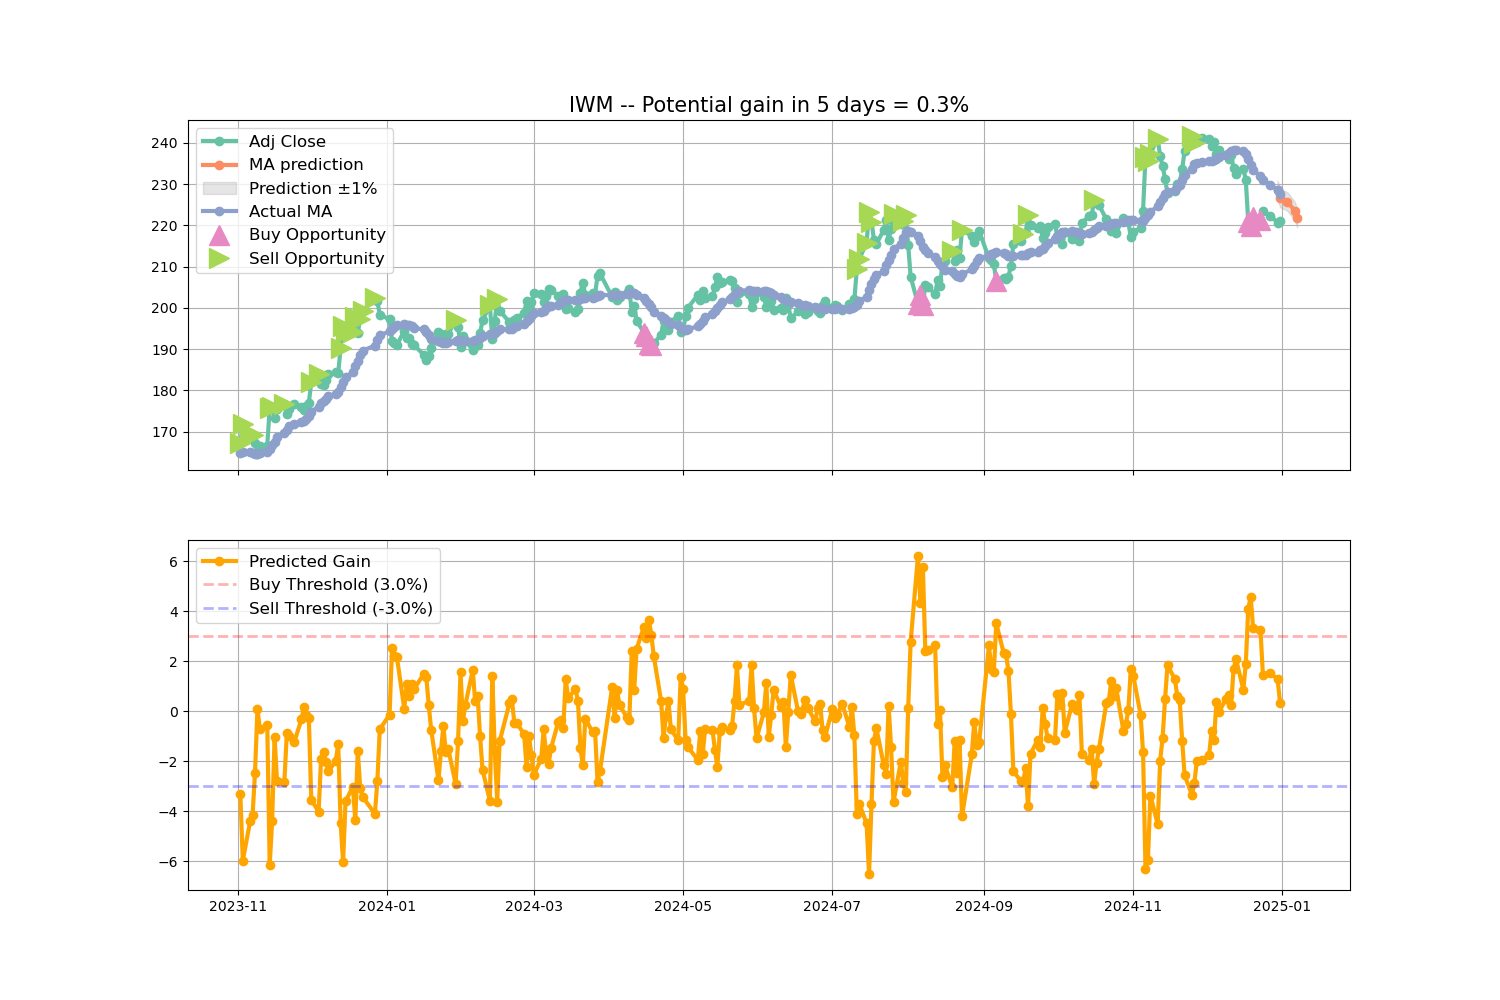 IWM -- Potential gain in 5 days = 0.3%
240
230
220
210
200
190
180
170
Adj Close
MA prediction
Prediction ±1%
Actual MA
Buy Opportunity
Sell Opportunity
6
4
2
0
−2
−4
−6
Predicted Gain
Buy Threshold (3.0%)
Sell Threshold (-3.0%)
2023-11
2024-01
2024-03
2024-05
2024-07
2024-09
2024-11
2025-01